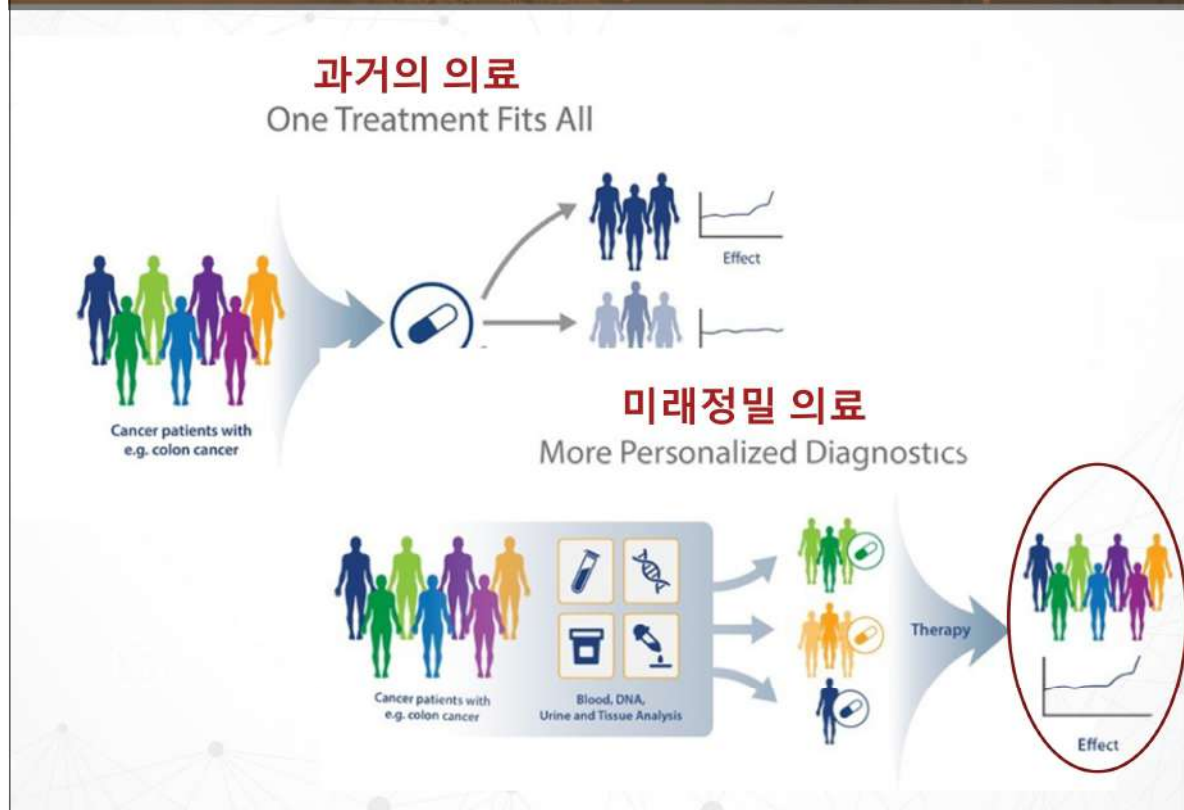 과거의 의료
One Treatment Fits All
Effect
Cancer patients with
e.g. colon cancer
미래정밀 의료
More Personalized Diagnostics
Cancer patients with
e.g. colon cancer
Blood, DNA,
Urine and Tissue Analysis
Therapy
Effect